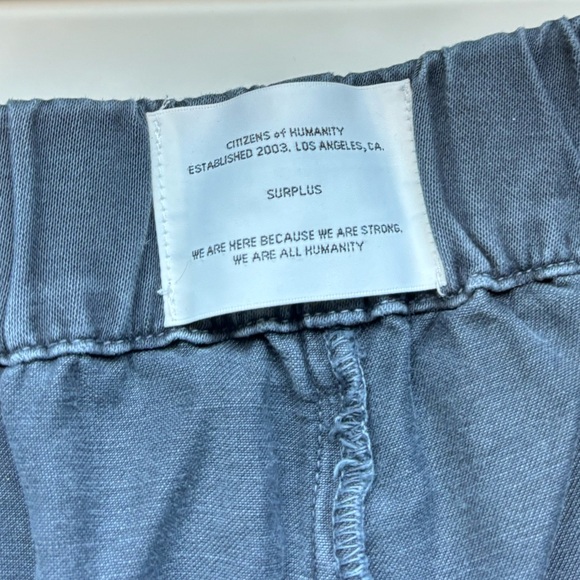 CITIZENS of HUMANITY
ESTABLISHED 2003. LOS ANGELES, CA.
SURPLUS
WE ARE HERE BECAUSE WE ARE STRONG.
WE ARE ALL HUMANITY